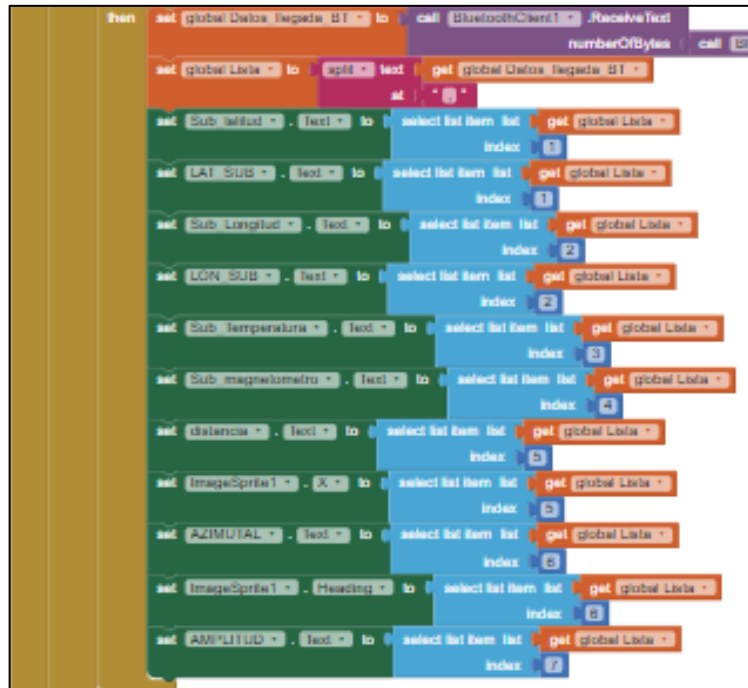 then set global Datos_llegada_BT to call BluetoothClient1 .ReceiveText
numberOfBytes call
set global Lista to split text get global Datos_llegada_BT
at " , "
set Sub_latitud . Text to select list item list get global Lista
index 1
set LAT_SUB . Text to select list item list get global Lista
index 1
set Sub_Longitud . Text to select list item list get global Lista
index 2
set LON_SUB . Text to select list item list get global Lista
index 2
set Sub_Temperatura . Text to select list item list get global Lista
index 3
set Sub_magnetometro . Text to select list item list get global Lista
index 4
set distancia . Text to select list item list get global Lista
index 5
set ImageSprite1 . X to select list item list get global Lista
index 5
set AZIMUTAL . Text to select list item list get global Lista
index 6
set ImageSprite1 . Heading to select list item list get global Lista
index 6
set AMPLITUD . Text to select list item list get global Lista
index 7